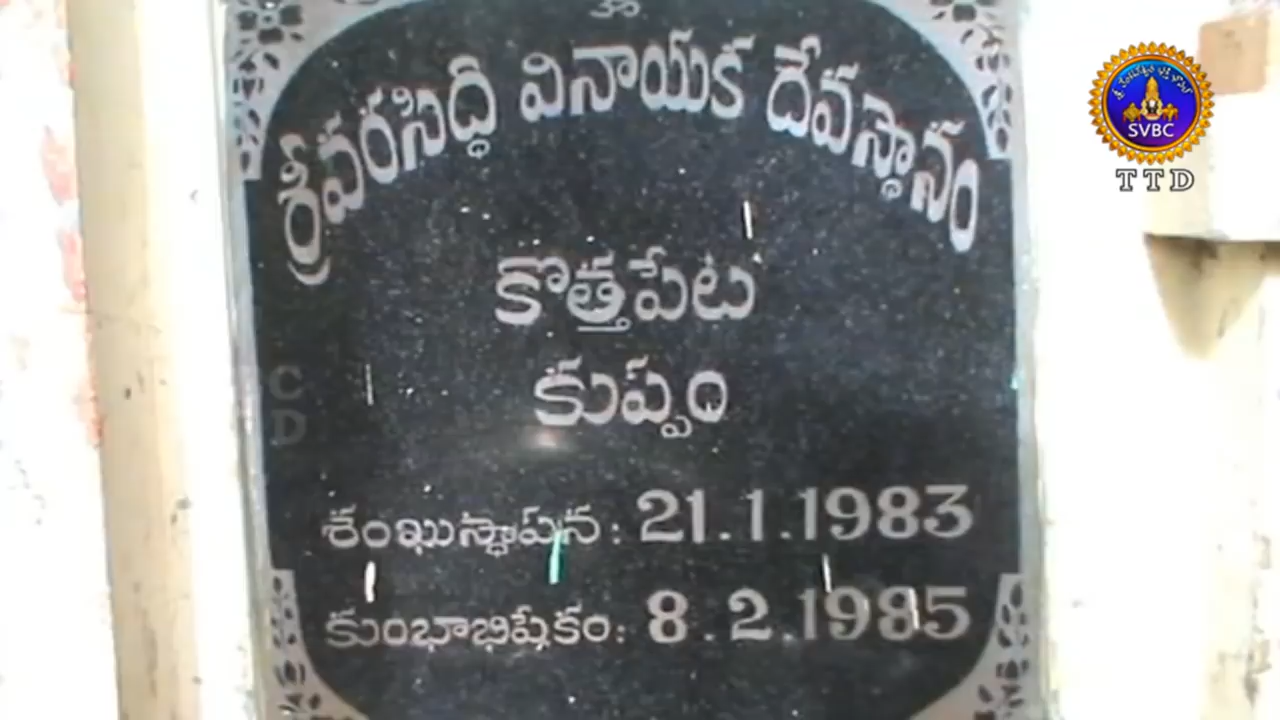 ॐ
శ్రీవరసిద్ధి వినాయక దేవస్థానం
కొత్తపేట
కుప్పం
శంఖుస్థాపన: 21.1.1983
కుంభాభిషేకం: 8.2.1985
C
D
SVBC
TTD